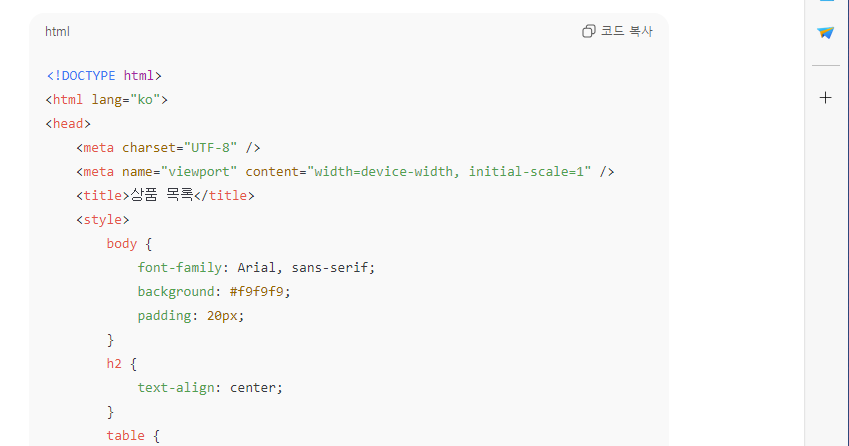 html
코드 복사
<!DOCTYPE html>
<html lang="ko">
<head>
    <meta charset="UTF-8" />
    <meta name="viewport" content="width=device-width, initial-scale=1" />
    <title>상품 목록</title>
    <style>
        body {
            font-family: Arial, sans-serif;
            background: #f9f9f9;
            padding: 20px;
        }
        h2 {
            text-align: center;
        }
        table {